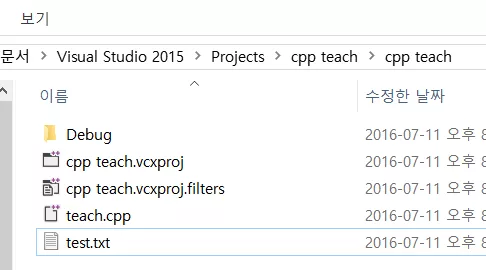 보기
문서 > Visual Studio 2015 > Projects > cpp teach > cpp teach
이름 수정한 날짜
Debug 2016-07-11 오후 8
cpp teach.vcxproj 2016-07-11 오후 8
cpp teach.vcxproj.filters 2016-07-11 오후 8
teach.cpp 2016-07-11 오후 8
test.txt 2016-07-11 오후 8